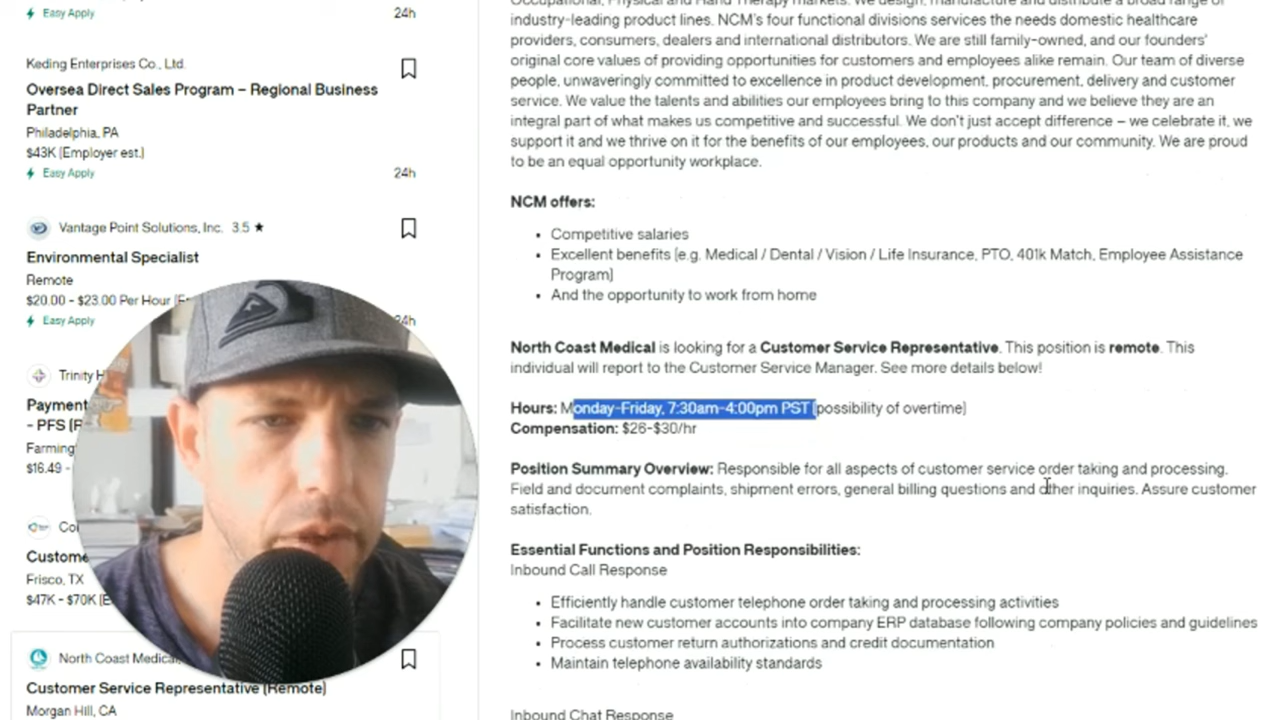 Easy Apply
24h
Keding Enterprises Co., Ltd.
Oversea Direct Sales Program – Regional Business
Partner
Philadelphia, PA
$43K (Employer est.)
Easy Apply
24h
Vantage Point Solutions, Inc. 3.5 ★
Environmental Specialist
Remote
$20.00 - $23.00 Per Hour
Easy Apply
24h
Trinity
Payment
- PFS
$16.49 -
Frisco, TX
$47K - $70K
North Coast Medical,
Customer Service Representative (Remote)
Morgan Hill, CA
Occupational, Physical and Hand Therapy markets. We design, manufacture and distribute a broad range of
industry-leading product lines. NCM's four functional divisions services the needs domestic healthcare
providers, consumers, dealers and international distributors. We are still family-owned, and our founders'
original core values of providing opportunities for customers and employees alike remain. Our team of diverse
people, unwaveringly committed to excellence in product development, procurement, delivery and customer
service. We value the talents and abilities our employees bring to this company and we believe they are an
integral part of what makes us competitive and successful. We don't just accept difference – we celebrate it, we
support it and we thrive on it for the benefits of our employees, our products and our community. We are proud
to be an equal opportunity workplace.
NCM offers:
• Competitive salaries
• Excellent benefits (e.g. Medical / Dental / Vision / Life Insurance, PTO, 401k Match, Employee Assistance
Program)
• And the opportunity to work from home
North Coast Medical is looking for a Customer Service Representative. This position is remote. This
individual will report to the Customer Service Manager. See more details below!
Hours: Monday-Friday, 7:30am-4:00pm PST (possibility of overtime)
Compensation: $26-$30/hr
Position Summary Overview: Responsible for all aspects of customer service order taking and processing.
Field and document complaints, shipment errors, general billing questions and other inquiries. Assure customer
satisfaction.
Essential Functions and Position Responsibilities:
Inbound Call Response
• Efficiently handle customer telephone order taking and processing activities
• Facilitate new customer accounts into company ERP database following company policies and guidelines
• Process customer return authorizations and credit documentation
• Maintain telephone availability standards
Inbound Chat Response